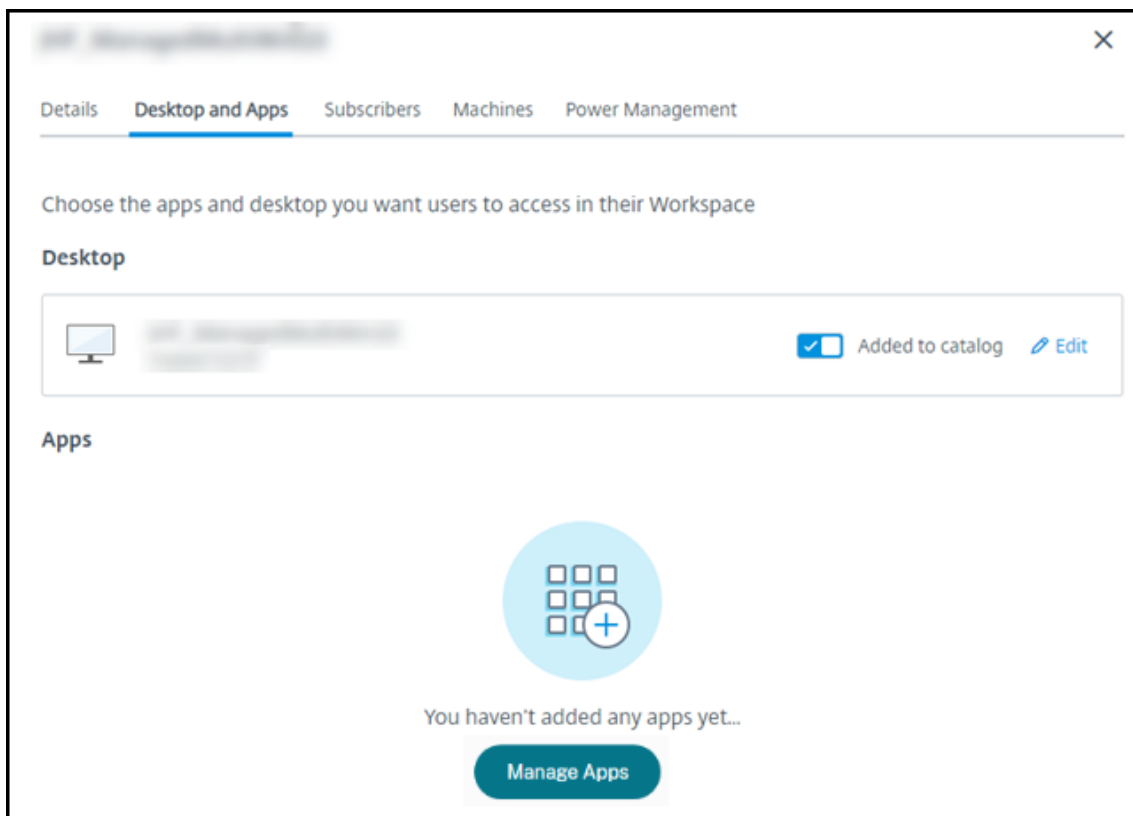 Details Desktop and Apps Subscribers Machines Power Management
Choose the apps and desktop you want users to access in their Workspace
Desktop
Added to catalog Edit
Apps
You haven't added any apps yet...
Manage Apps